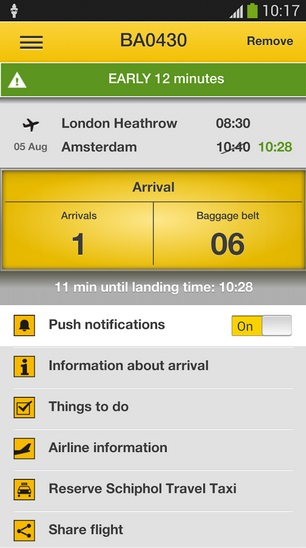 10:17
BA0430 Remove
EARLY 12 minutes
London Heathrow 08:30
05 Aug Amsterdam 10:40 10:28
Arrival
Arrivals Baggage belt
1 06
11 min until landing time: 10:28
Push notifications On
Information about arrival
Things to do
Airline information
Reserve Schiphol Travel Taxi
Share flight